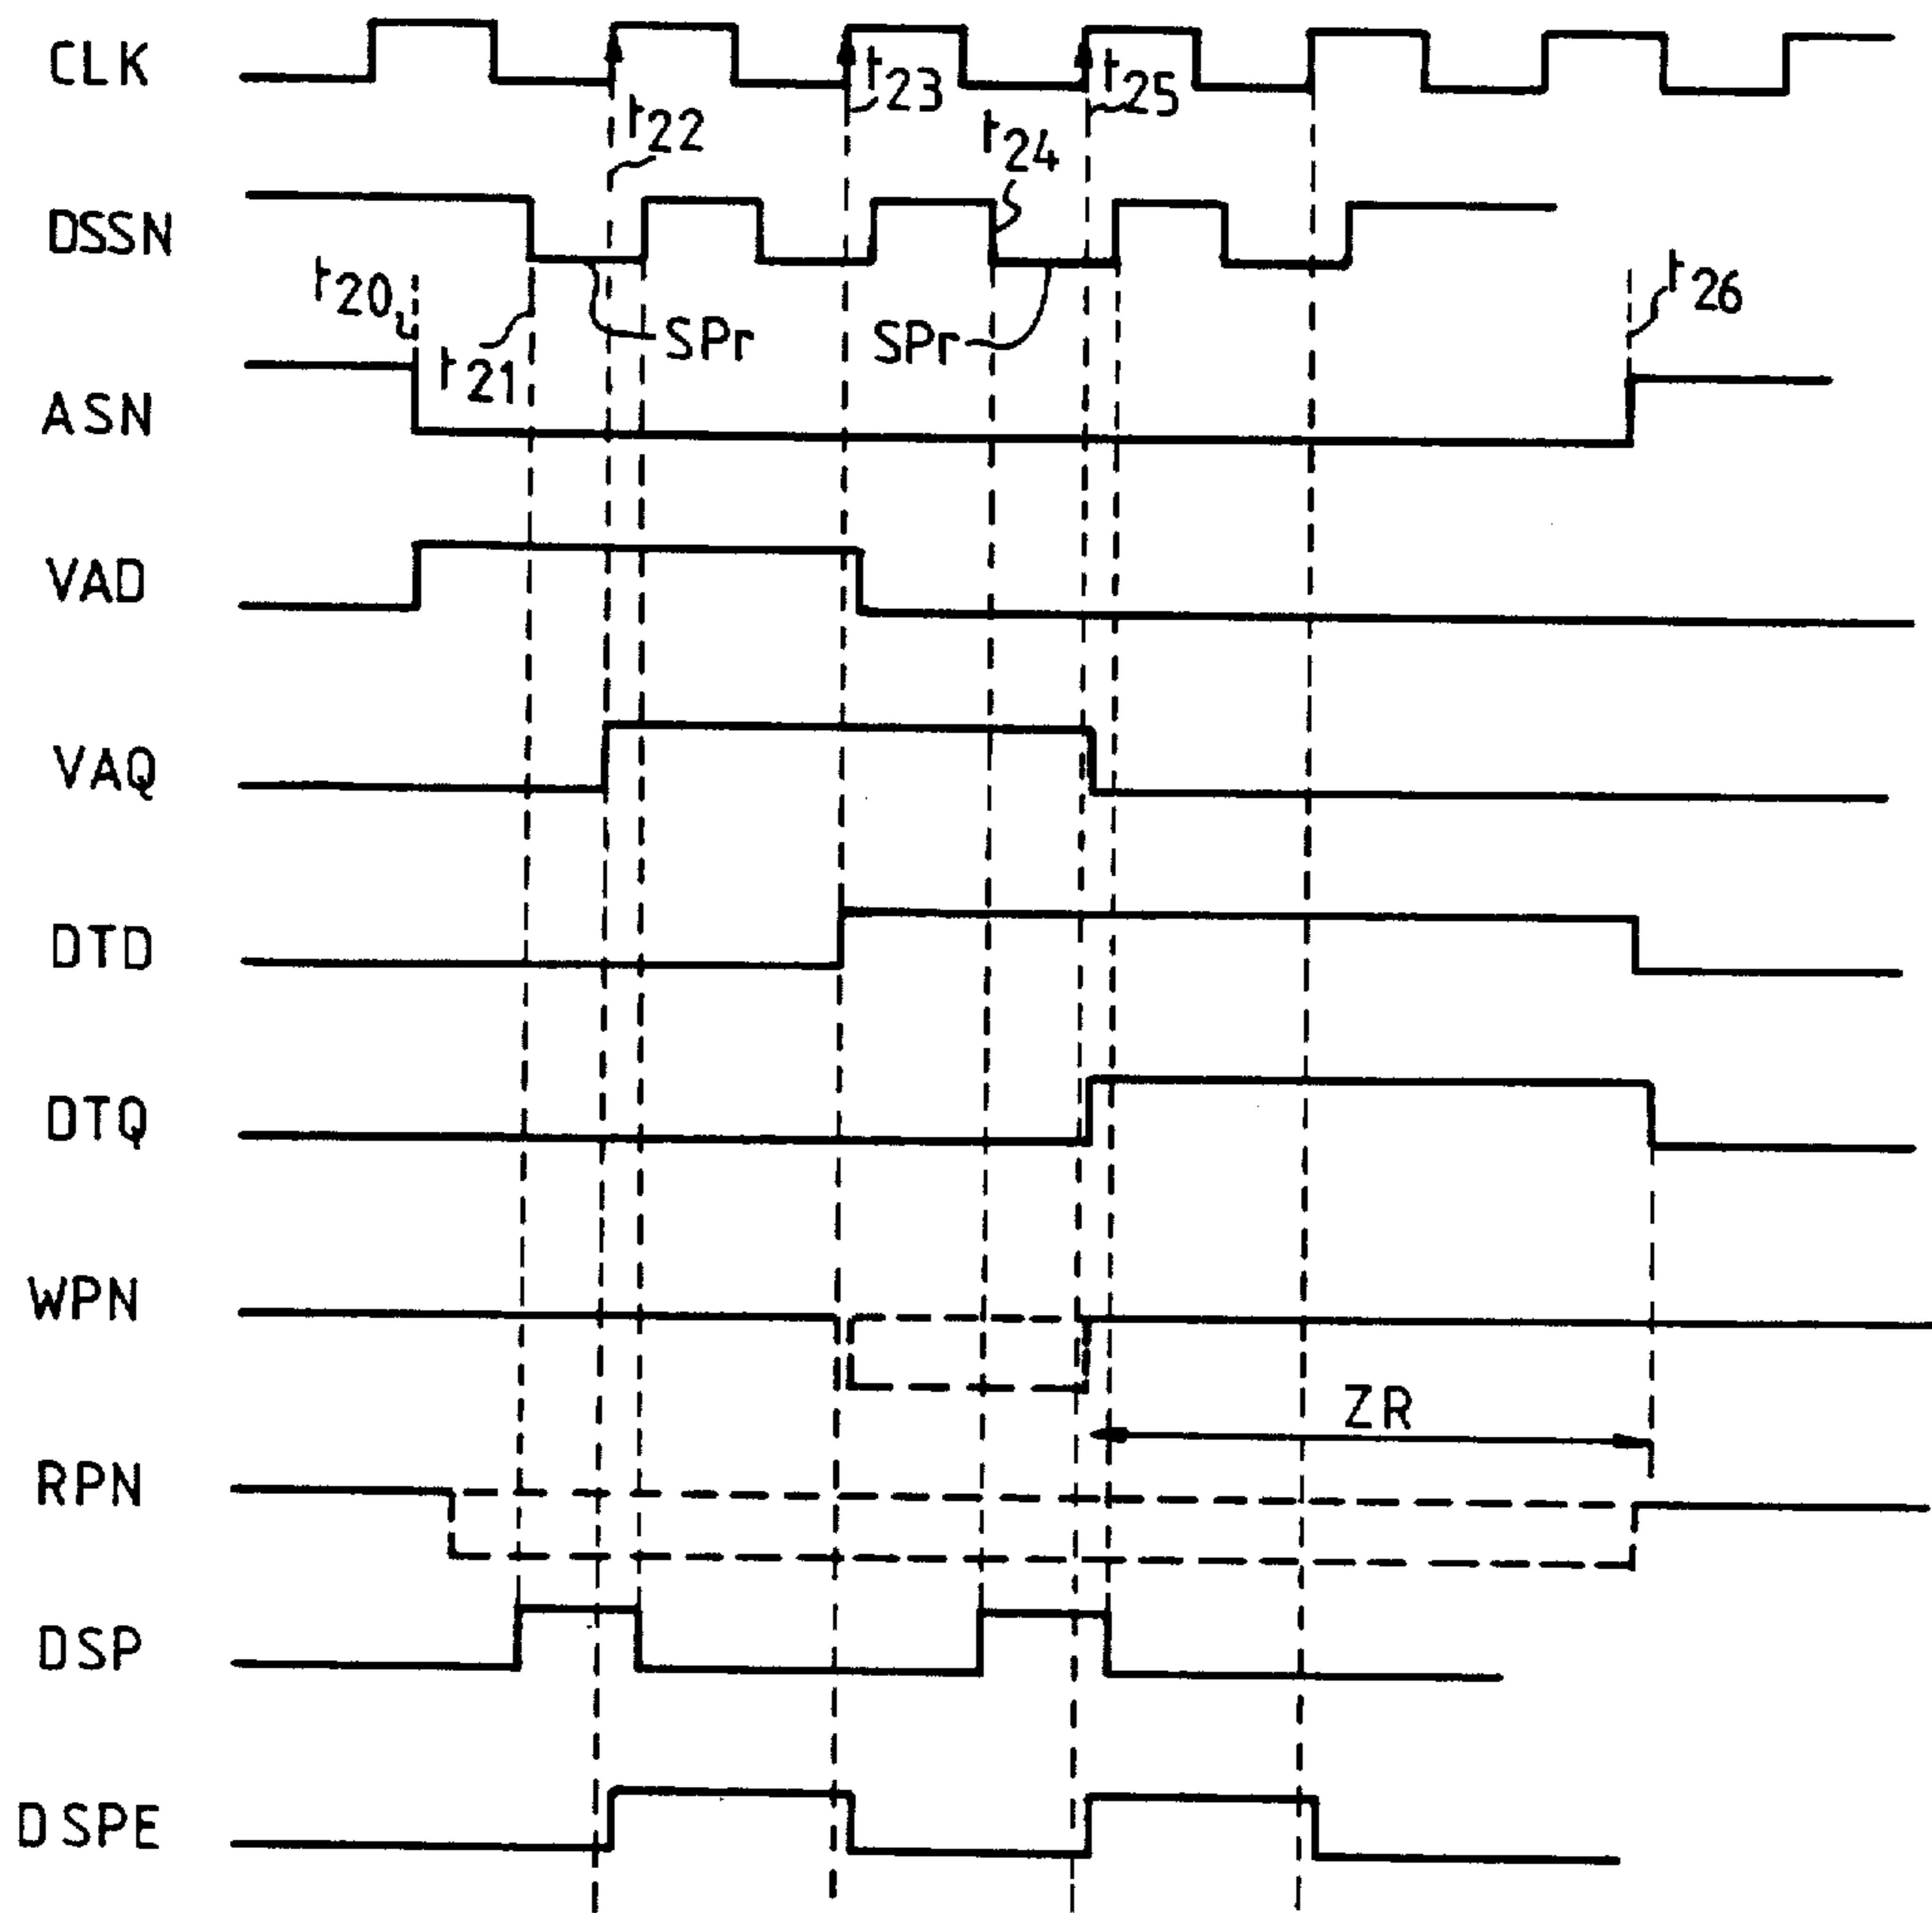 CLK
t23
t25
t22
t24
DSSN
t20
t26
SPr
SPr
t21
ASN
VAD
VAQ
DTD
DTQ
WPN
ZR
RPN
DSP
DSPE